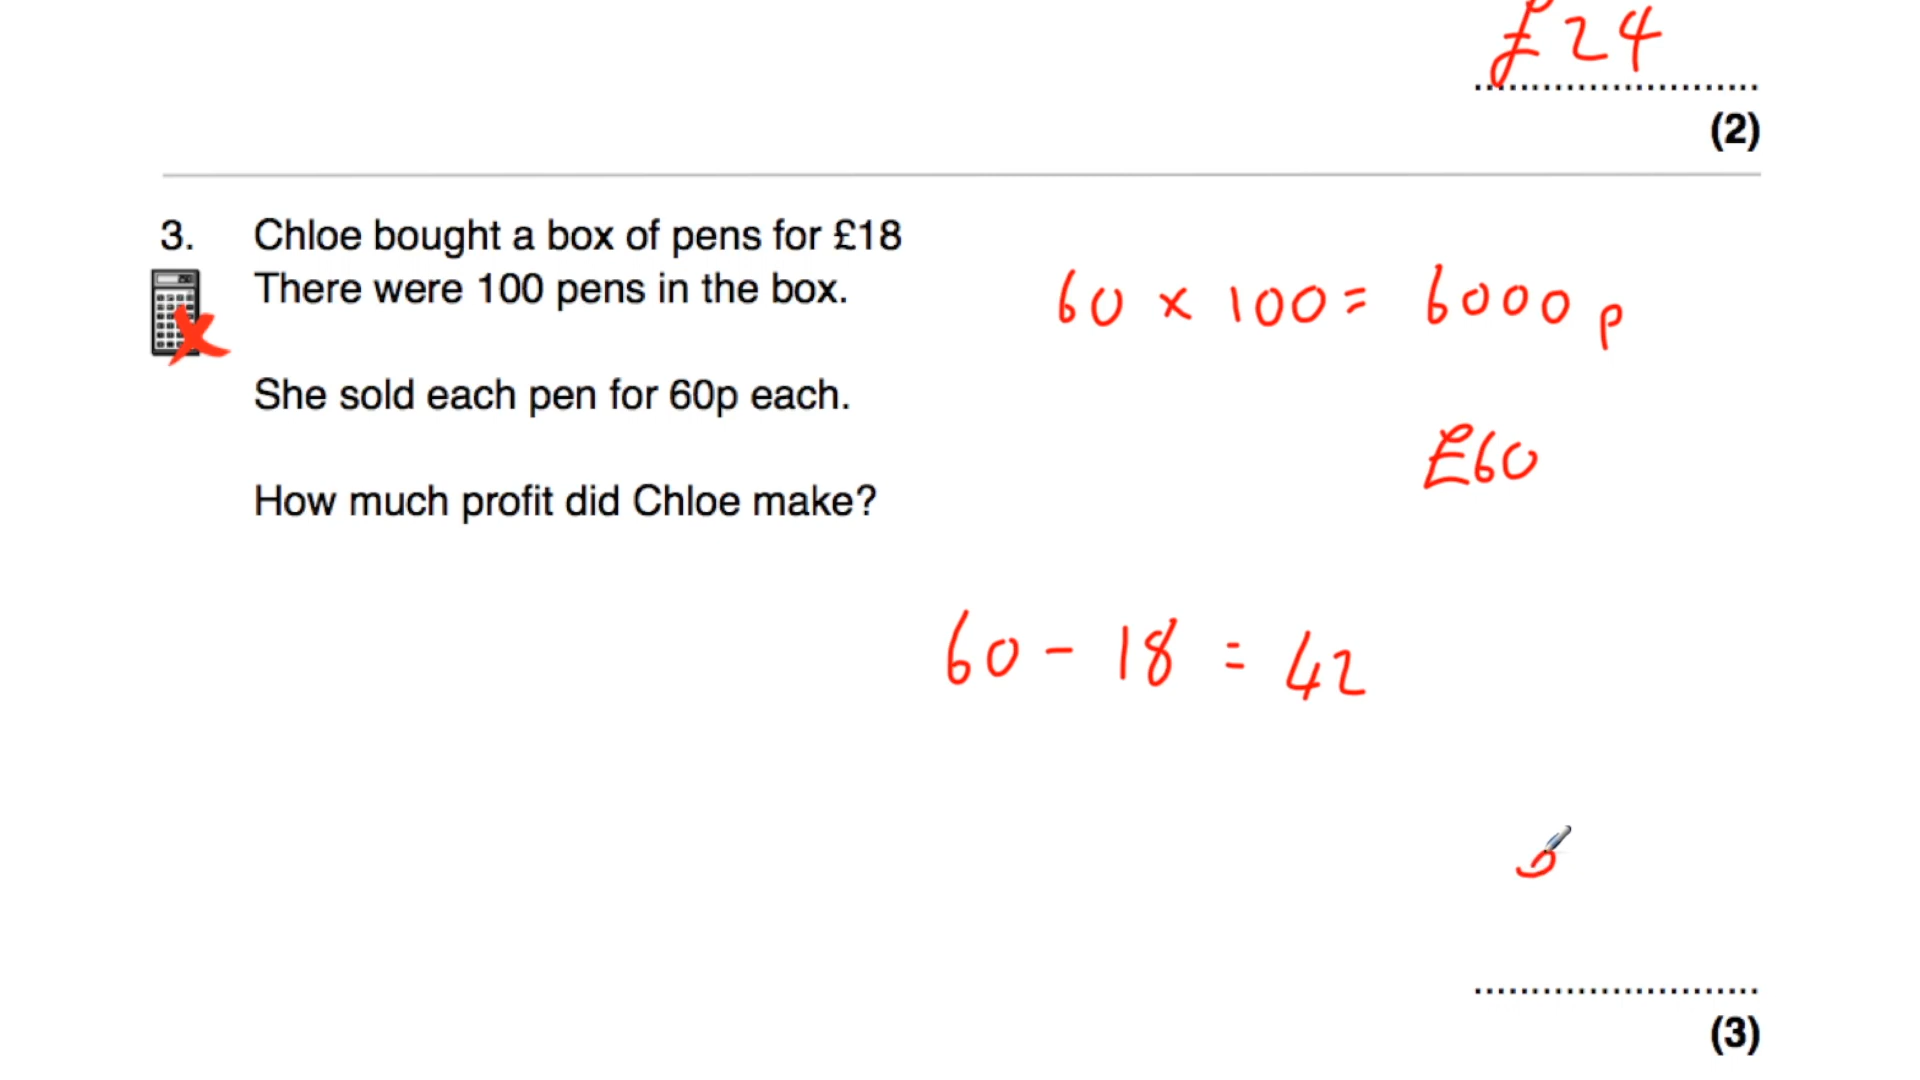 £24
(2)
3. Chloe bought a box of pens for £18
There were 100 pens in the box.
60 x 100 = 6000 p
She sold each pen for 60p each.
£60
How much profit did Chloe make?
60 - 18 = 42
(3)